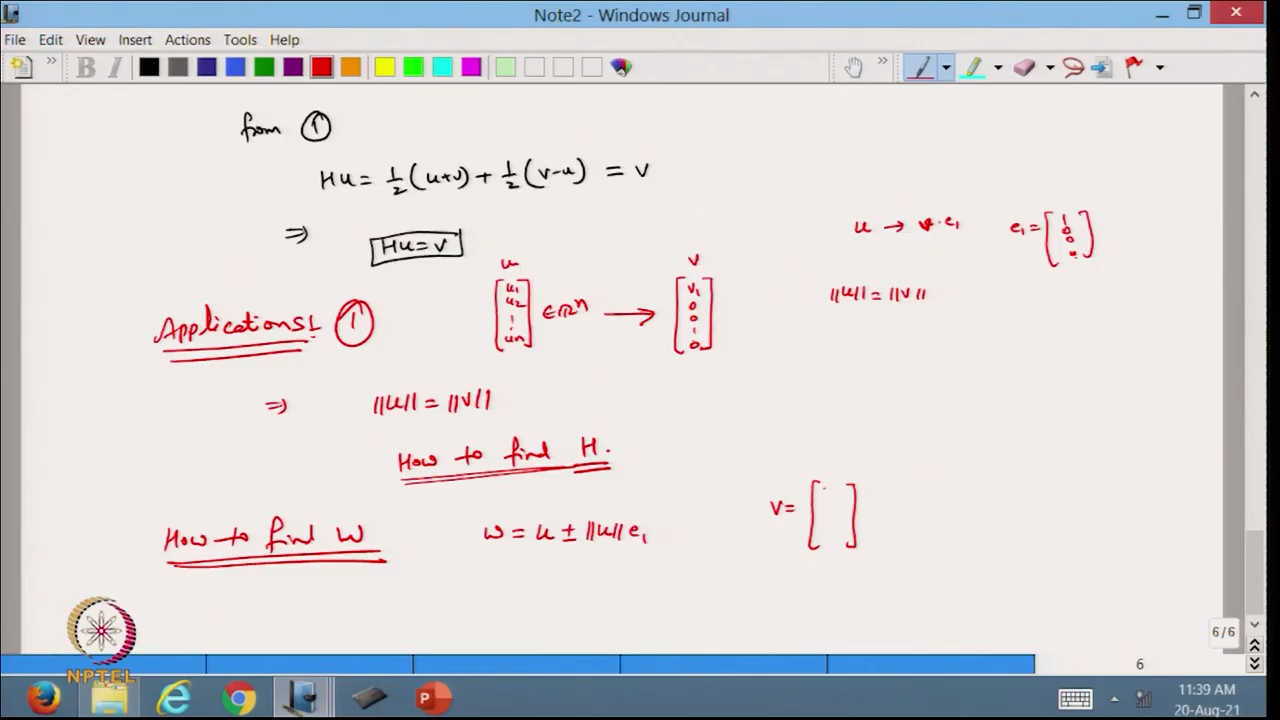 Note2 - Windows Journal
File Edit View Insert Actions Tools Help
from ①
Hu = 1/2 (u+v) + 1/2 (v-u) = v
⇒ Hu = v
u → v·e1 e1 = [1 0 0 0]
||u|| = ||v||
u v
[u1 u2 ⋮ un] ∈ ℝⁿ → [v1 0 0 ⋮ 0]
Applications: ①
⇒ ||u|| = ||v||
How to find H.
How to find W w = u ± ||u|| e1 v = [ ]
6/6
6
NPTEL
11:39 AM
20-Aug-21